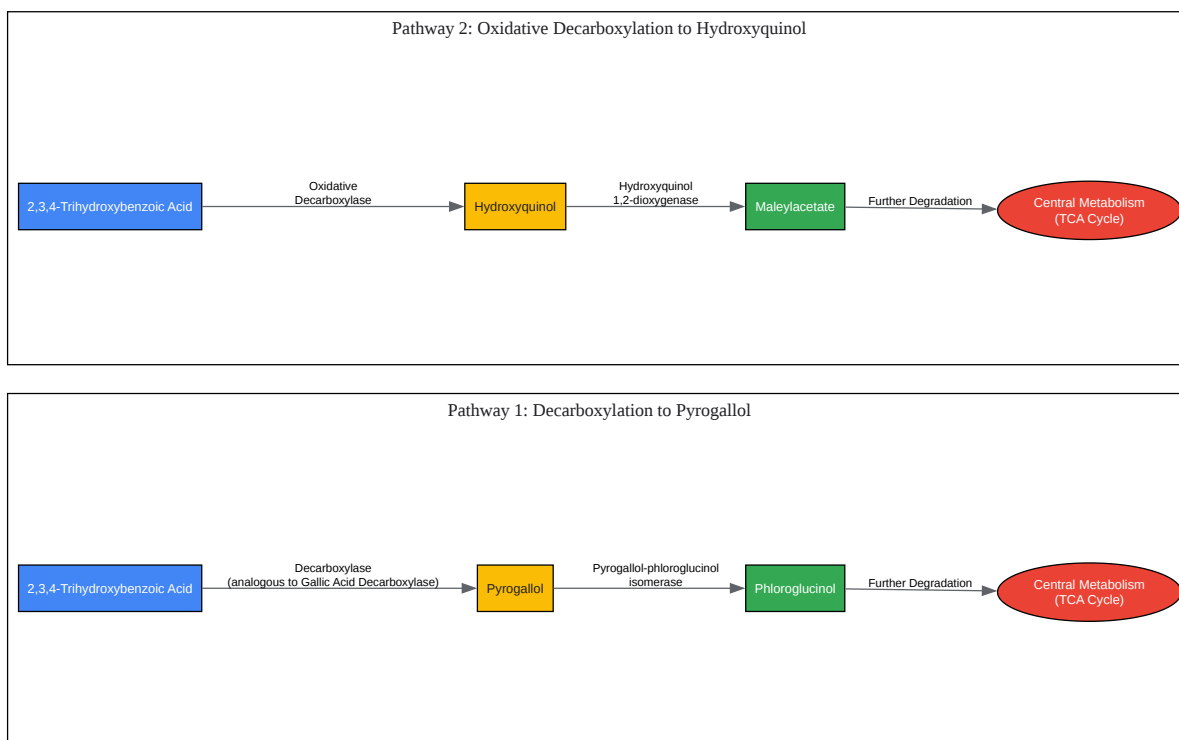 Pathway 2: Oxidative Decarboxylation to Hydroxyquinol
2,3,4-Trihydroxybenzoic Acid
Oxidative
Decarboxylase
Hydroxyquinol
Hydroxyquinol
1,2-dioxygenase
Maleylacetate
Further Degradation
Central Metabolism
(TCA Cycle)
Pathway 1: Decarboxylation to Pyrogallol
2,3,4-Trihydroxybenzoic Acid
Decarboxylase
(analogous to Gallic Acid Decarboxylase)
Pyrogallol
Pyrogallol-phloroglucinol
isomerase
Phloroglucinol
Further Degradation
Central Metabolism
(TCA Cycle)